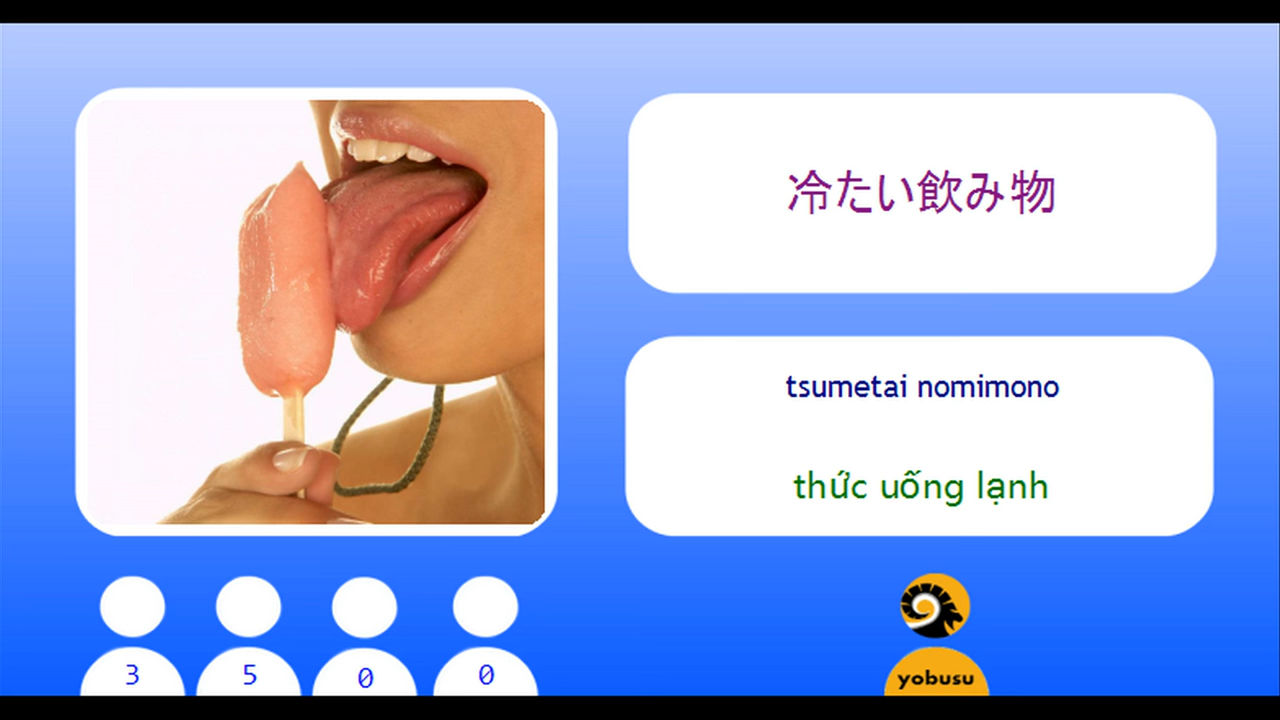 冷たい飲み物
tsumetai nomimono
thức uống lạnh
3 5 0 0
yobusu